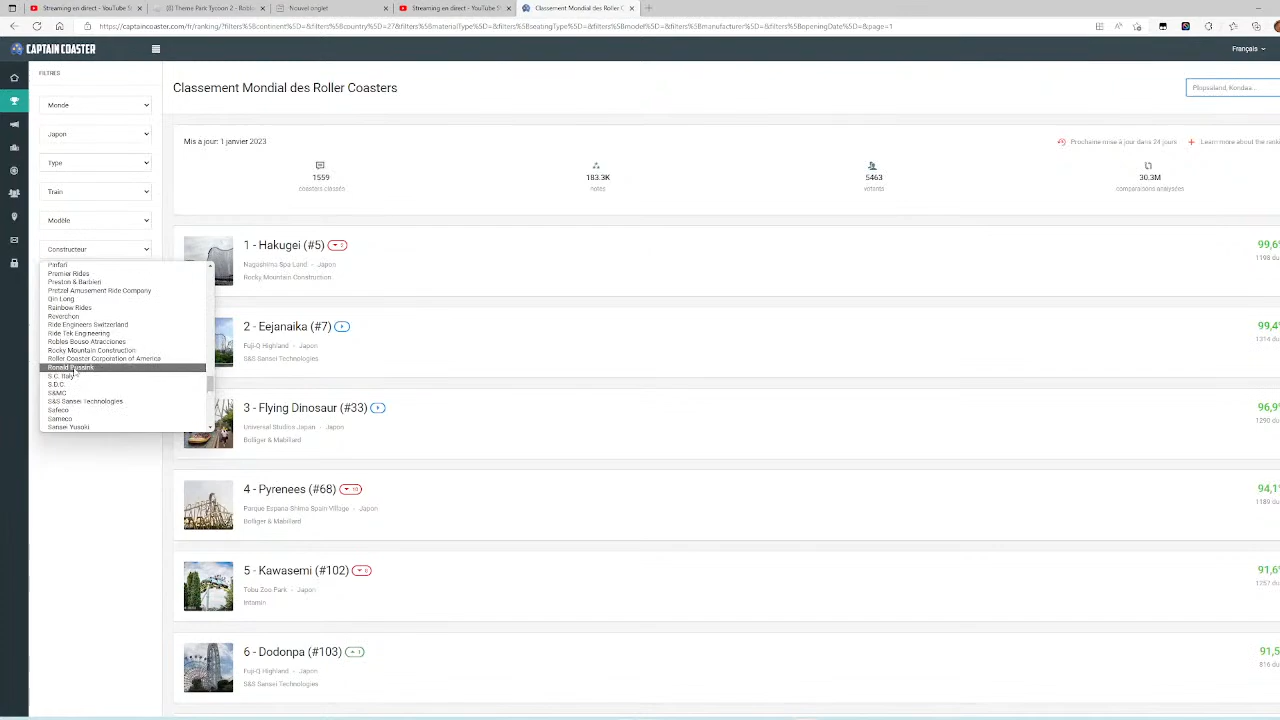 Streaming en direct - YouTube S
(6) Theme Park Tycoon 2 - Roblo
Nouvel onglet
Streaming en direct - YouTube S
Classement Mondial des Roller C
https://captaincoaster.com/fr/ranking/?filters%5Bcontinent%5D=&filters%5Bcountry%5D=27&filters%5BmaterialType%5D=&filters%5BseatingType%5D=&filters%5Bmodel%5D=&filters%5Bmanufacturer%5D=&filters%5BopeningDate%5D=&page=1
CAPTAIN COASTER
Français
FILTRES
Monde
Japon
Type
Train
Modèle
Constructeur
Pinfari
Premier Rides
Preston & Barbieri
Pretzel Amusement Ride Company
Qin Long
Rainbow Rides
Reverchon
Ride Engineers Switzerland
Ride Tek Engineering
Robles Bouso Atracciones
Rocky Mountain Construction
Roller Coaster Corporation of America
Ronald Bussink
S.C. Italy
S.D.C.
S&MC
S&S Sansei Technologies
Safeco
Sameco
Sansei Yusoki
Classement Mondial des Roller Coasters
Plopsaland, Kondaa...
Mis à jour: 1 janvier 2023
Prochaine mise à jour dans 24 jours
Learn more about the ranki
1559
coasters classés
183.3K
notes
5463
votants
30.3M
comparaisons analysées
1 - Hakugei (#5)
99,6
Nagashima Spa Land - Japon
1198 du
Rocky Mountain Construction
2 - Eejanaika (#7)
99,4
Fuji-Q Highland - Japon
1314 du
S&S Sansei Technologies
3 - Flying Dinosaur (#33)
96,9
Universal Studios Japan - Japon
1290 du
Bolliger & Mabillard
4 - Pyrenees (#68) 10
94,1
Parque Espana-Shima Spain Village - Japon
1189 du
Bolliger & Mabillard
5 - Kawasemi (#102)
91,6
Tobu Zoo Park - Japon
1257 du
Intamin
6 - Dodonpa (#103)
91,5
Fuji-Q Highland - Japon
816 du
S&S Sansei Technologies